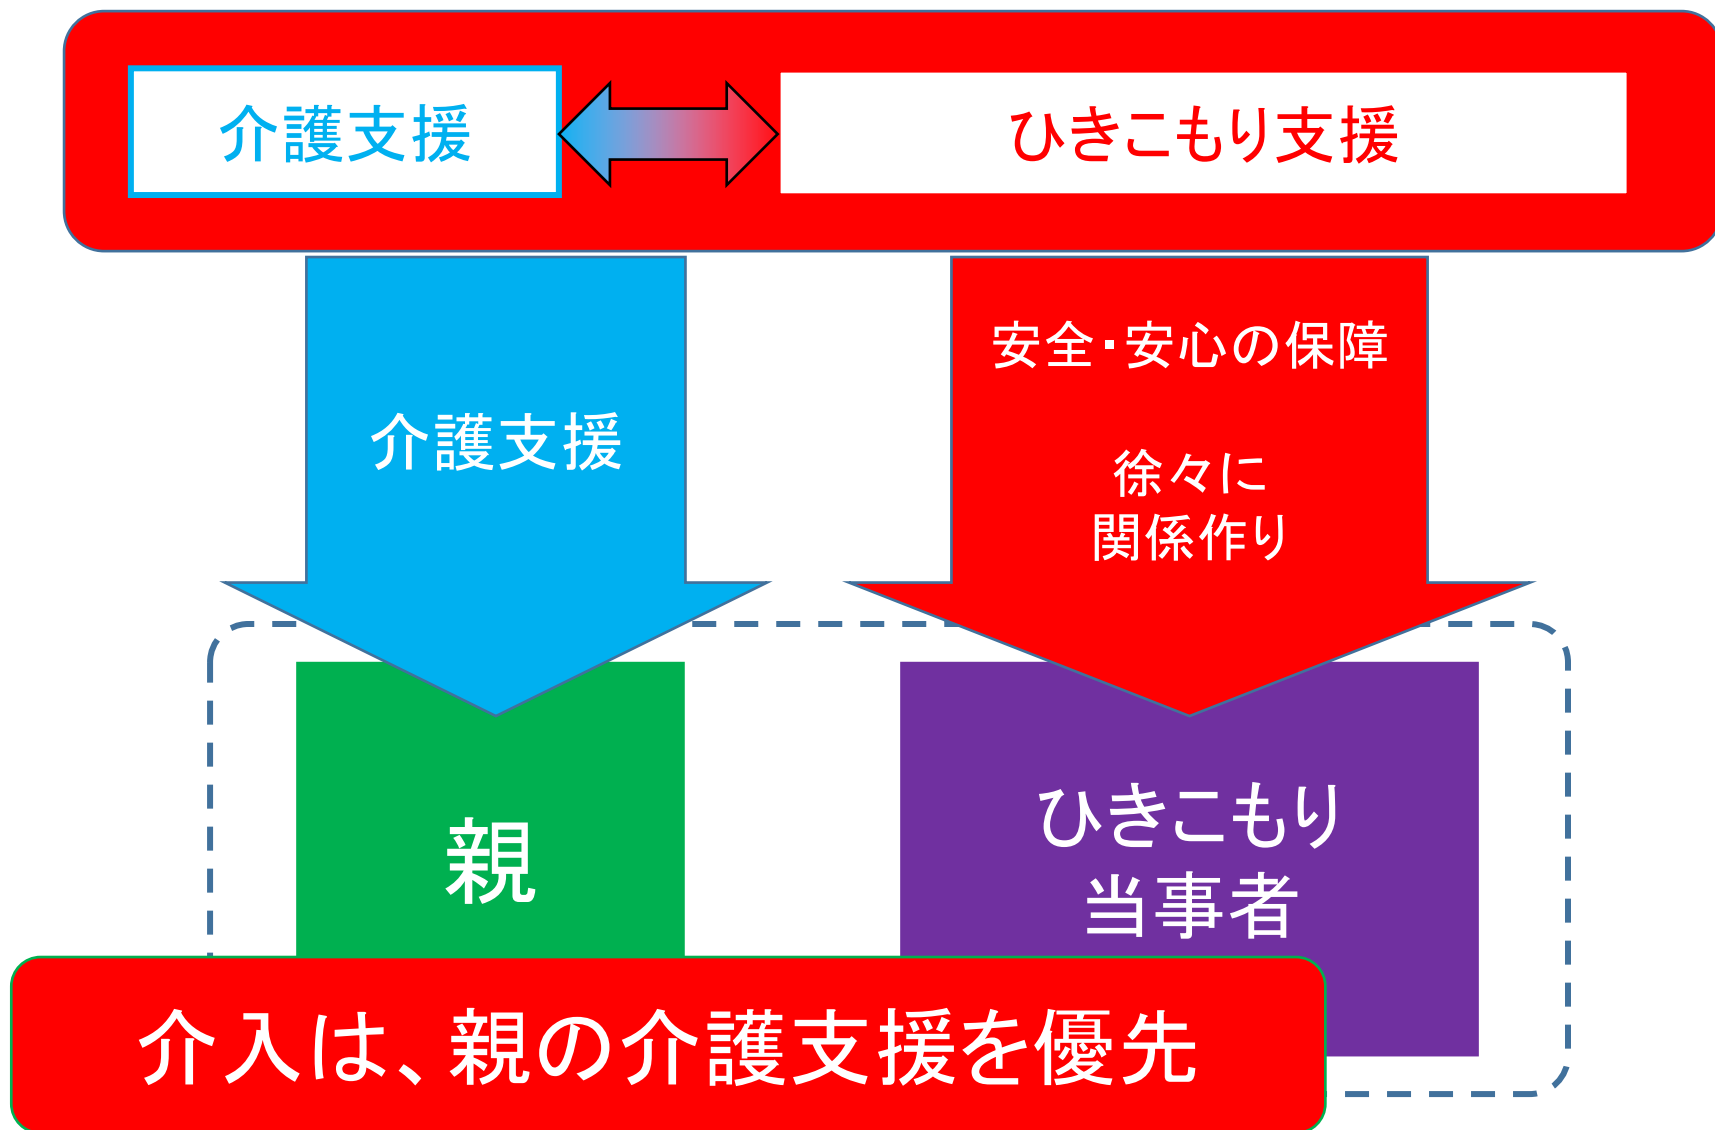 介護支援
ひきこもり支援
介護支援
安全・安心の保障
徐々に
関係作り
親
ひきこもり
当事者
介入は、親の介護支援を優先